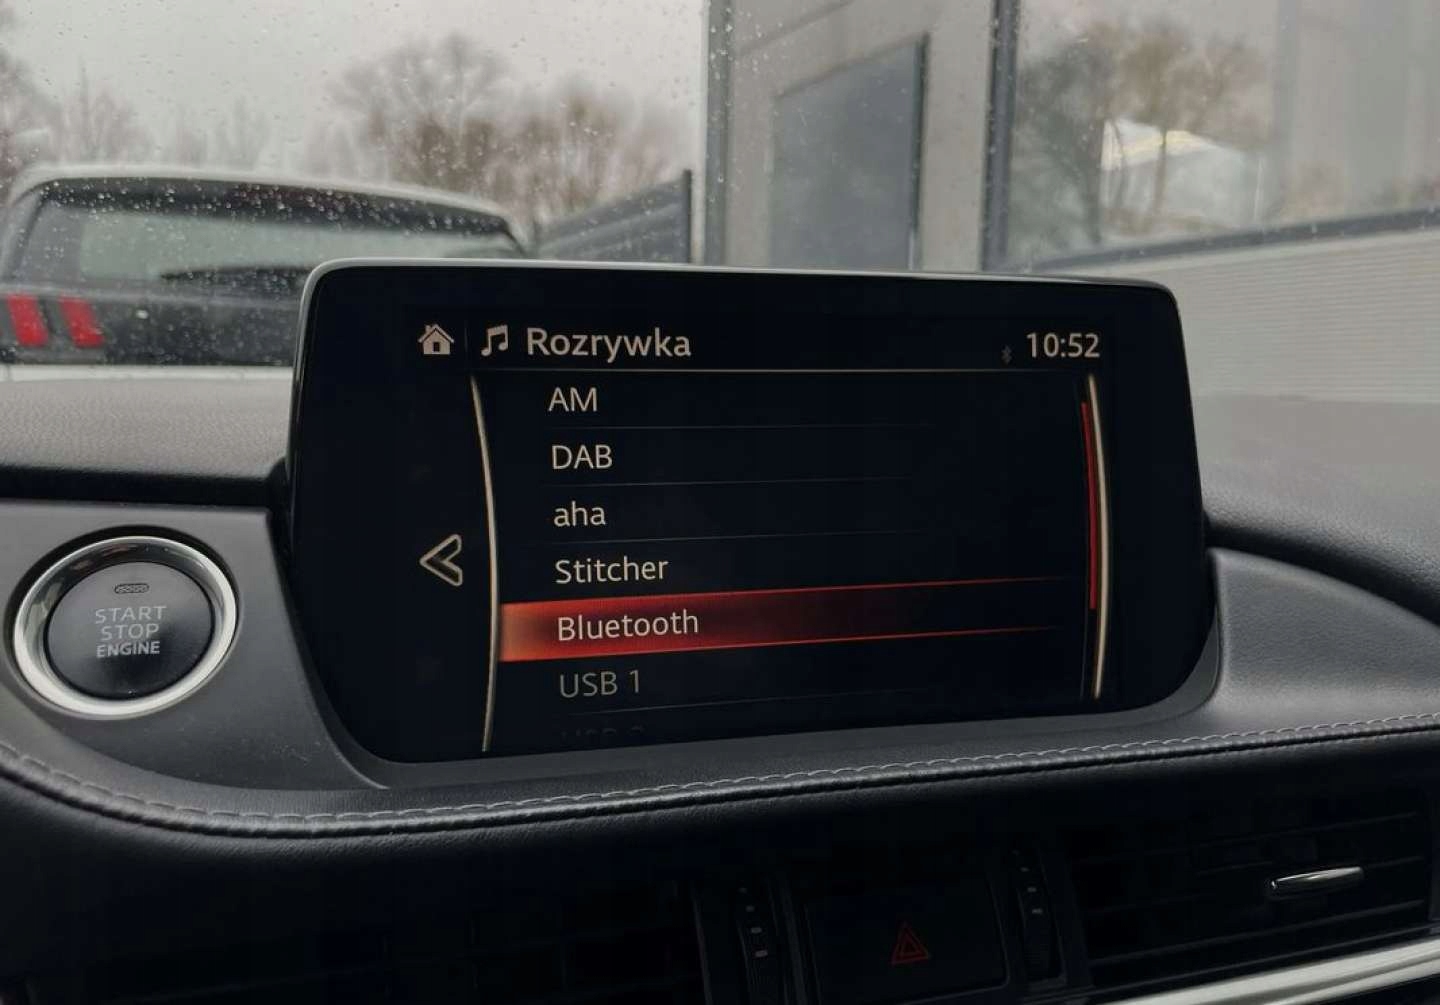 Rozrywka
10:52
AM
DAB
aha
Stitcher
Bluetooth
USB 1
START
STOP
ENGINE